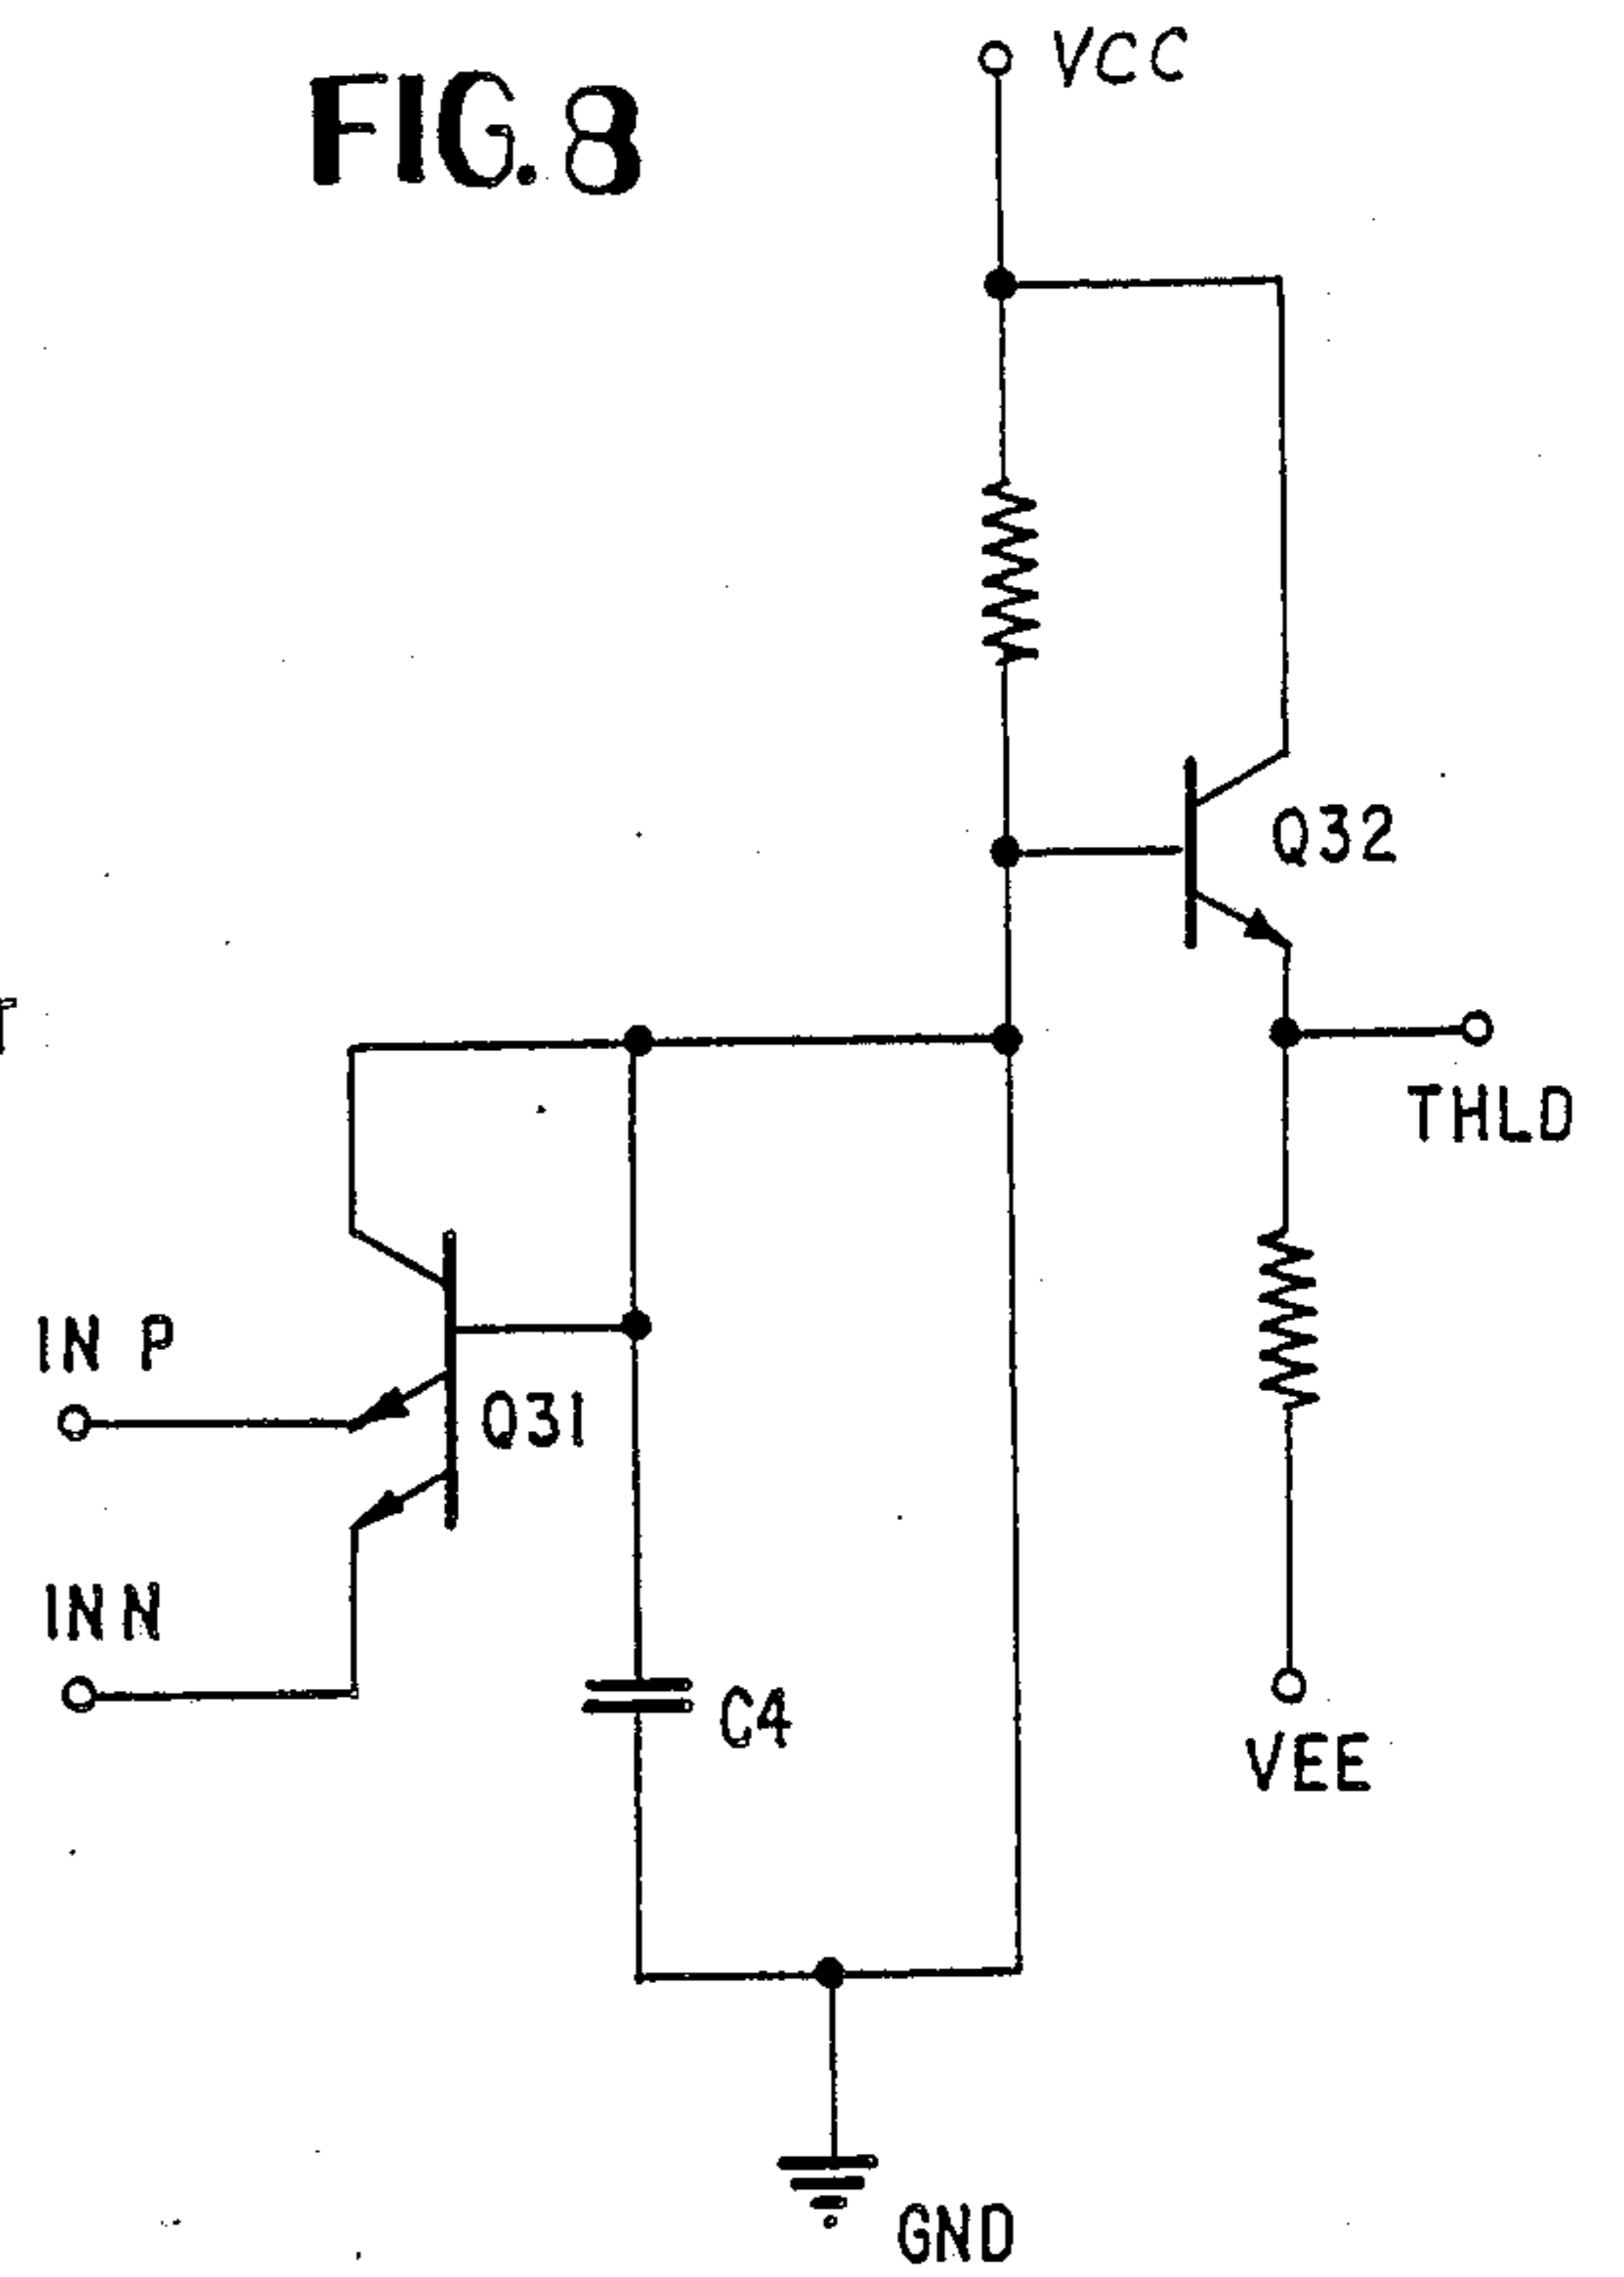 FIG. 8
VCC
Q32
THLD
IN P
Q31
INN
C4
VEE
GND